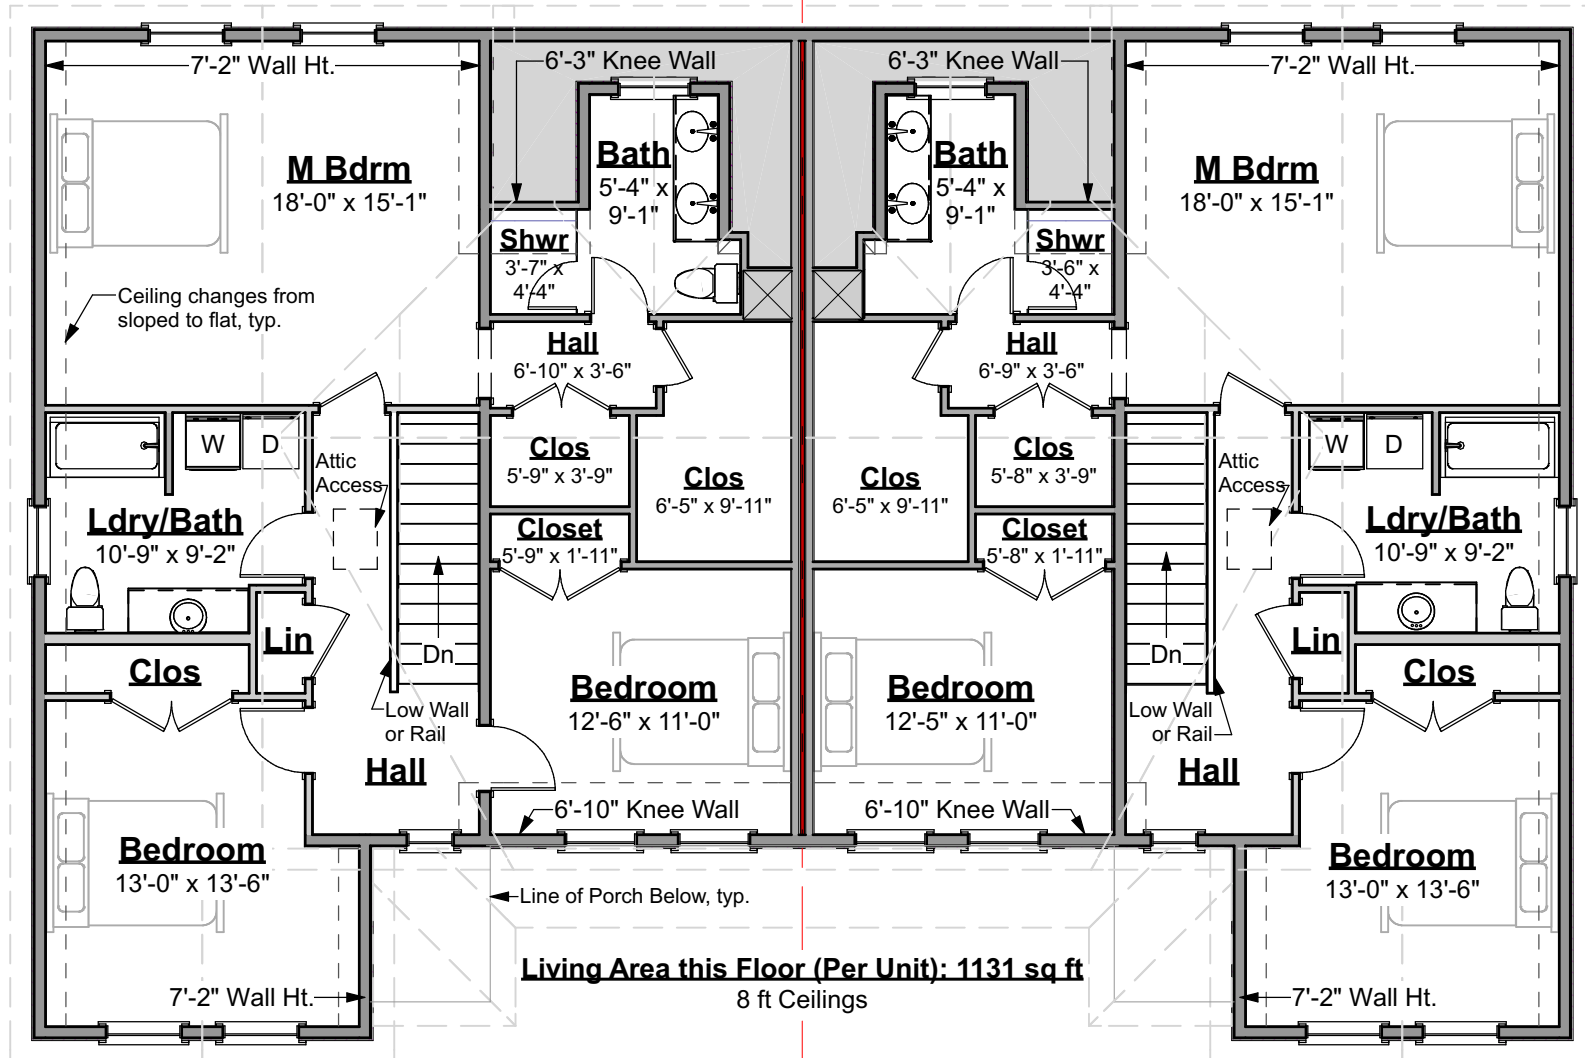 6'-3" Knee Wall
6'-3" Knee Wall
7'-2" Wall Ht.
7'-2" Wall Ht.
M Bdrm
18'-0" x 15'-1"
Bath
5'-4" x
9'-1"
Bath
5'-4" x
9'-1"
M Bdrm
18'-0" x 15'-1"
Shwr
3'-7" x
4'-4"
Shwr
3'-6" x
4'-4"
Ceiling changes from
sloped to flat, typ.
Hall
6'-10" x 3'-6"
Hall
6'-9" x 3'-6"
W
D
W
D
Attic
Access
Clos
5'-9" x 3'-9"
Clos
6'-5" x 9'-11"
Clos
6'-5" x 9'-11"
Clos
5'-8" x 3'-9"
Attic
Access
Ldry/Bath
10'-9" x 9'-2"
Closet
5'-9" x 1'-11"
Closet
5'-8" x 1'-11"
Ldry/Bath
10'-9" x 9'-2"
Lin
Dn
Dn
Lin
Clos
Clos
Bedroom
12'-6" x 11'-0"
Bedroom
12'-5" x 11'-0"
Low Wall
or Rail
Low Wall
or Rail
Hall
Hall
6'-10" Knee Wall
6'-10" Knee Wall
Bedroom
13'-0" x 13'-6"
Bedroom
13'-0" x 13'-6"
Line of Porch Below, typ.
Living Area this Floor (Per Unit): 1131 sq ft
8 ft Ceilings
7'-2" Wall Ht.
7'-2" Wall Ht.